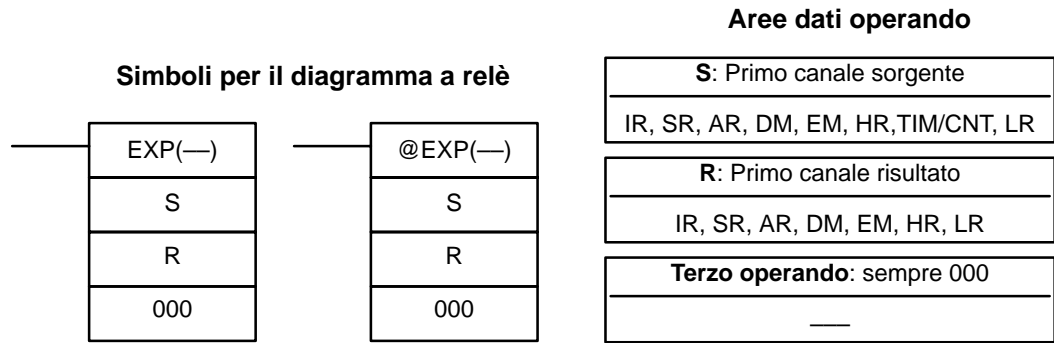 Aree dati operando
Simboli per il diagramma a relè
EXP(––)
S
R
000
@EXP(––)
S
R
000
S: Primo canale sorgente
IR, SR, AR, DM, EM, HR,TIM/CNT, LR
R: Primo canale risultato
IR, SR, AR, DM, EM, HR, LR
Terzo operando: sempre 000
–––